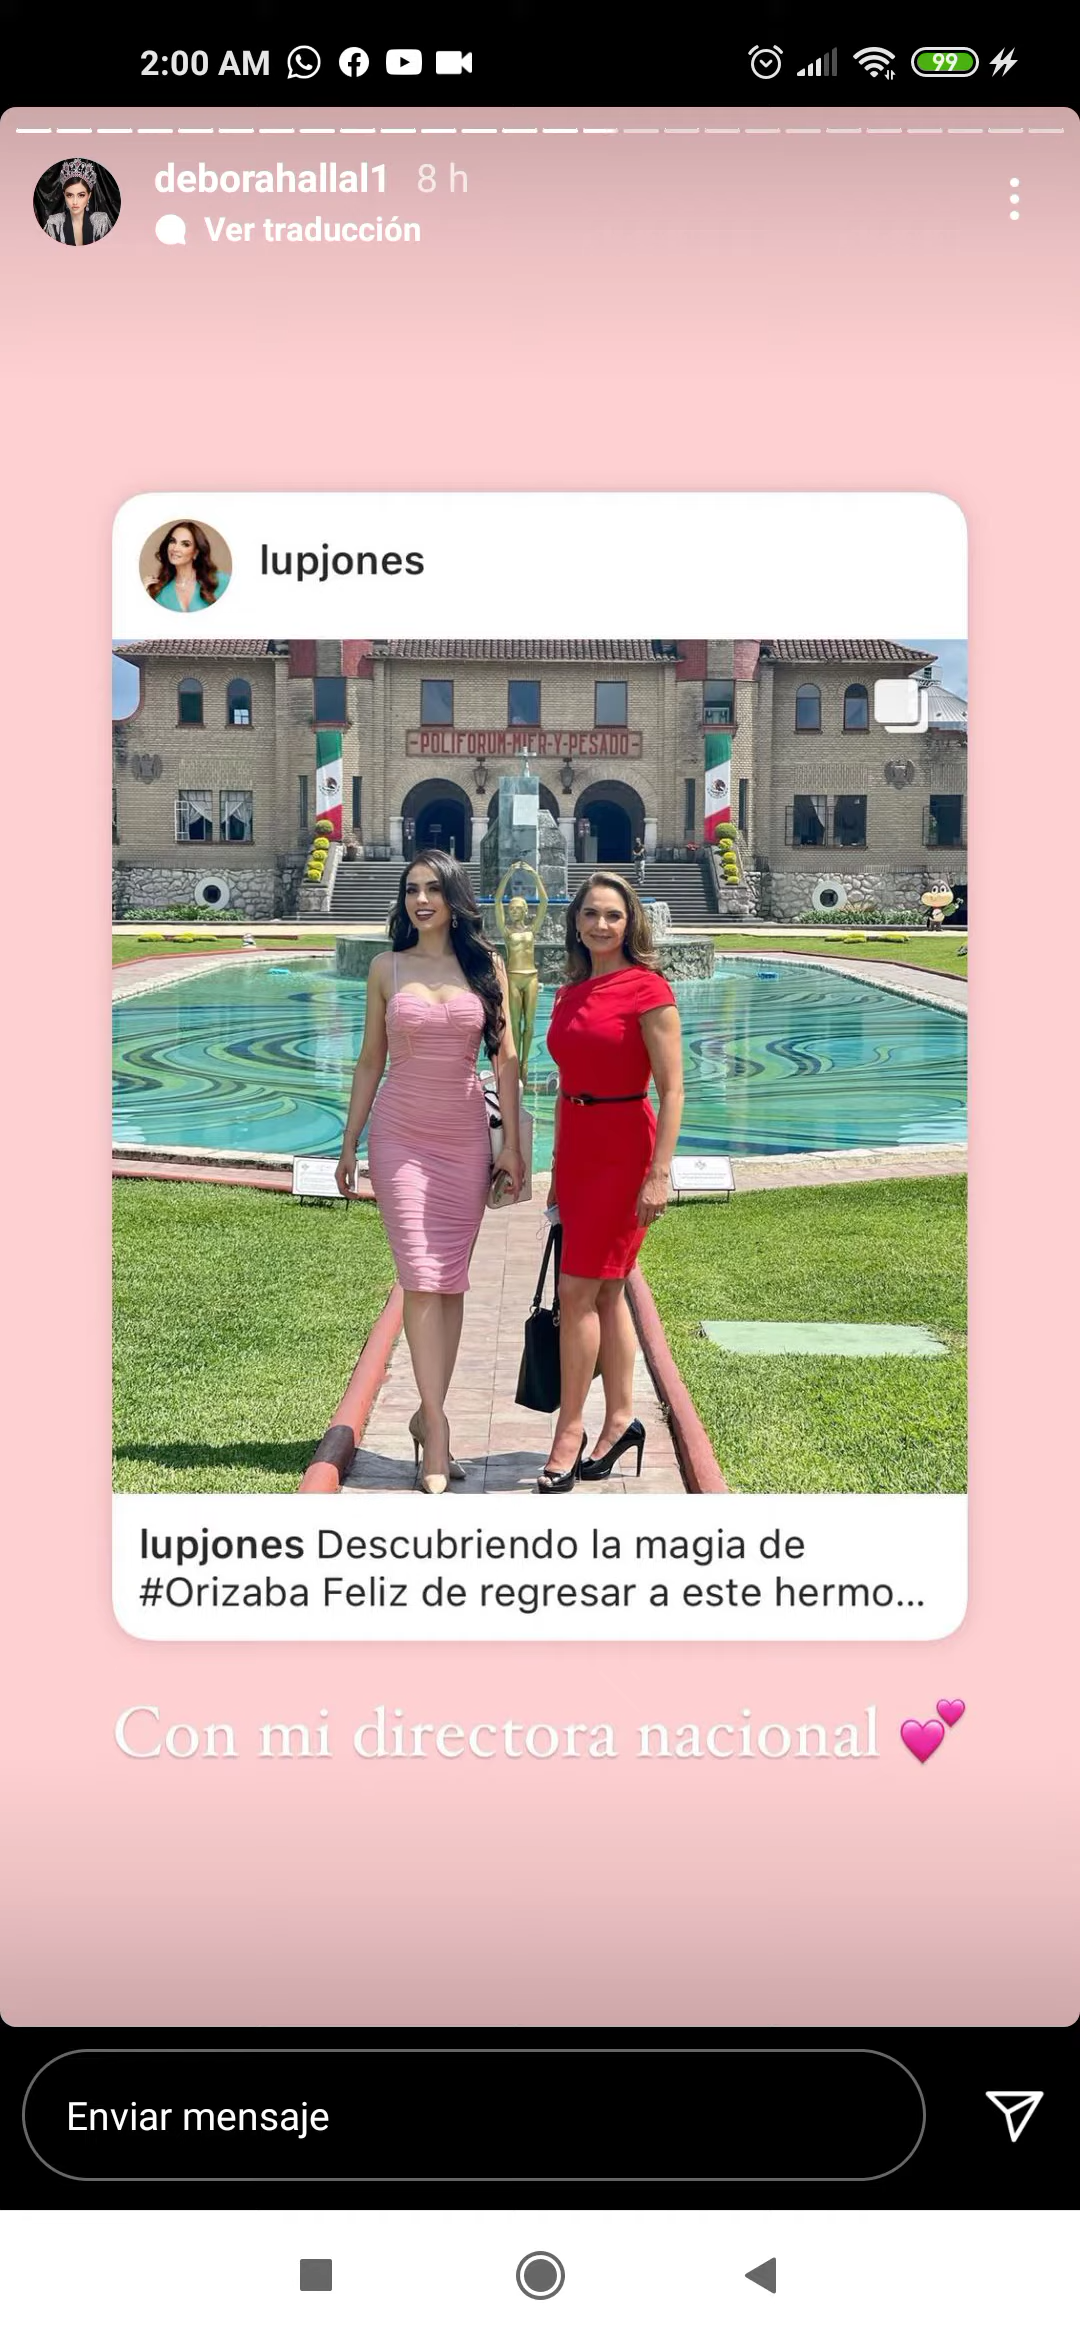 2:00 AM
99
deborahallal1 8 h
Ver traducción
lupjones
-POLIFORUM-MIER-Y-PESADO-
lupjones Descubriendo la magia de
#Orizaba Feliz de regresar a este hermo...
Con mi directora nacional 💕
Enviar mensaje